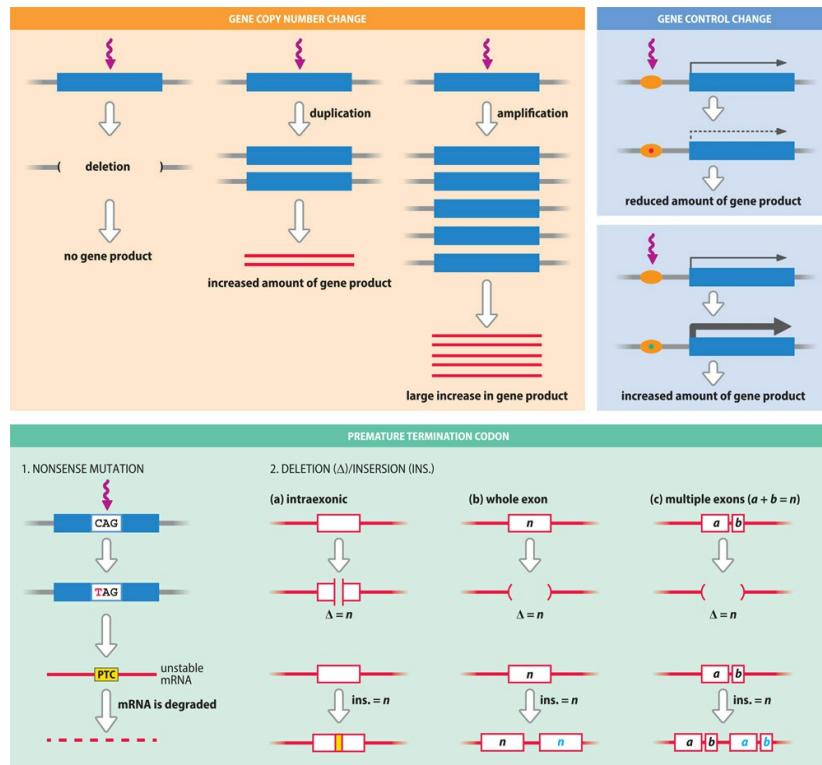 GENE COPY NUMBER CHANGE
duplication
amplification
deletion
no gene product
increased amount of gene product
large increase in gene product
GENE CONTROL CHANGE
reduced amount of gene product
increased amount of gene product
PREMATURE TERMINATION CODON
1. NONSENSE MUTATION
CAG
TAG
PTC
unstable
mRNA
mRNA is degraded
2. DELETION (Δ)/INSERSION (INS.)
(a) intraexonic
Δ = n
ins. = n
(b) whole exon
n
Δ = n
n
ins. = n
n
n
(c) multiple exons (a + b = n)
a b
Δ = n
a b
ins. = n
a b a b